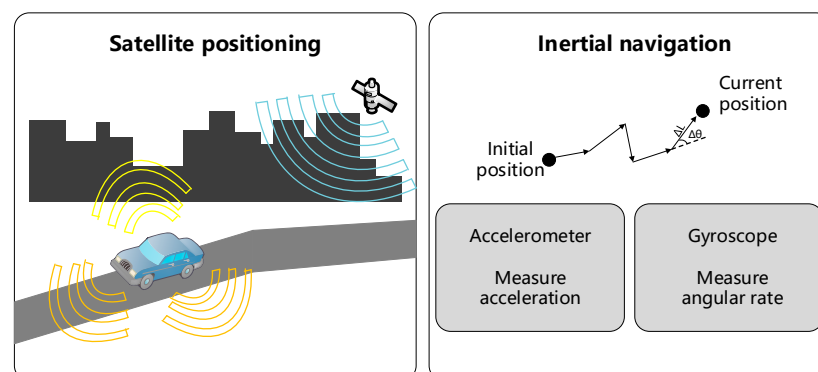 Satellite positioning
Inertial navigation
Current
position
Initial
position
ΔL
Δθ
Accelerometer
Measure
acceleration
Gyroscope
Measure
angular rate